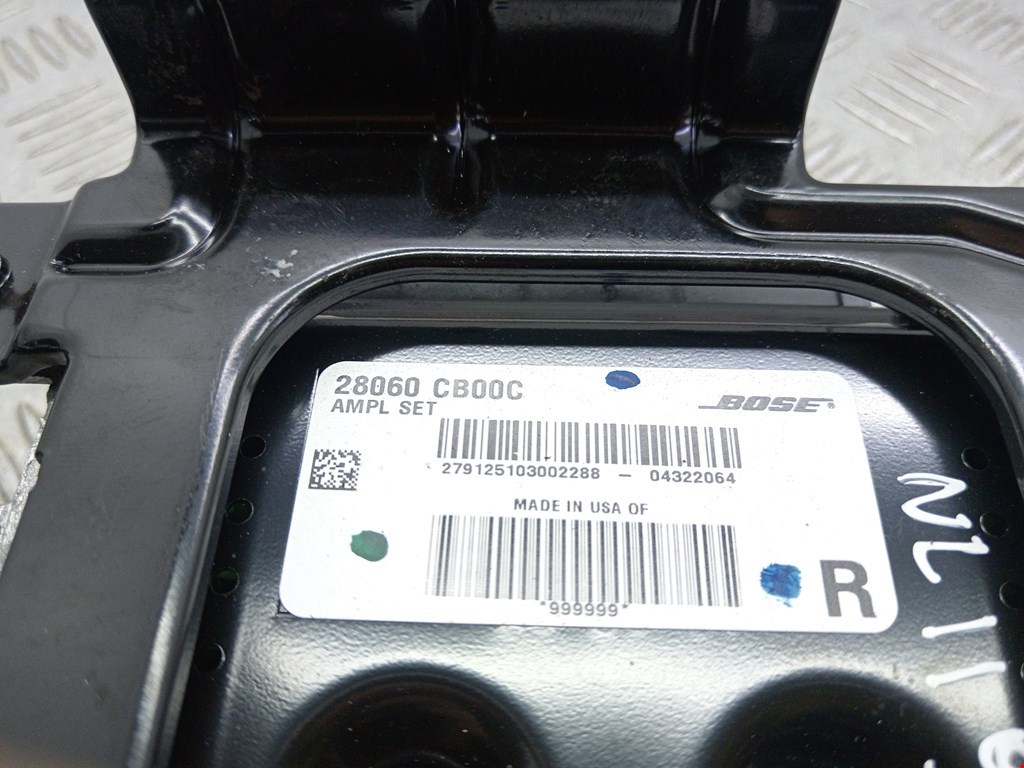 28060 CB00C
AMPL SET
BOSE®
279125103002288 – 04322064
MADE IN USA OF
*999999*
R